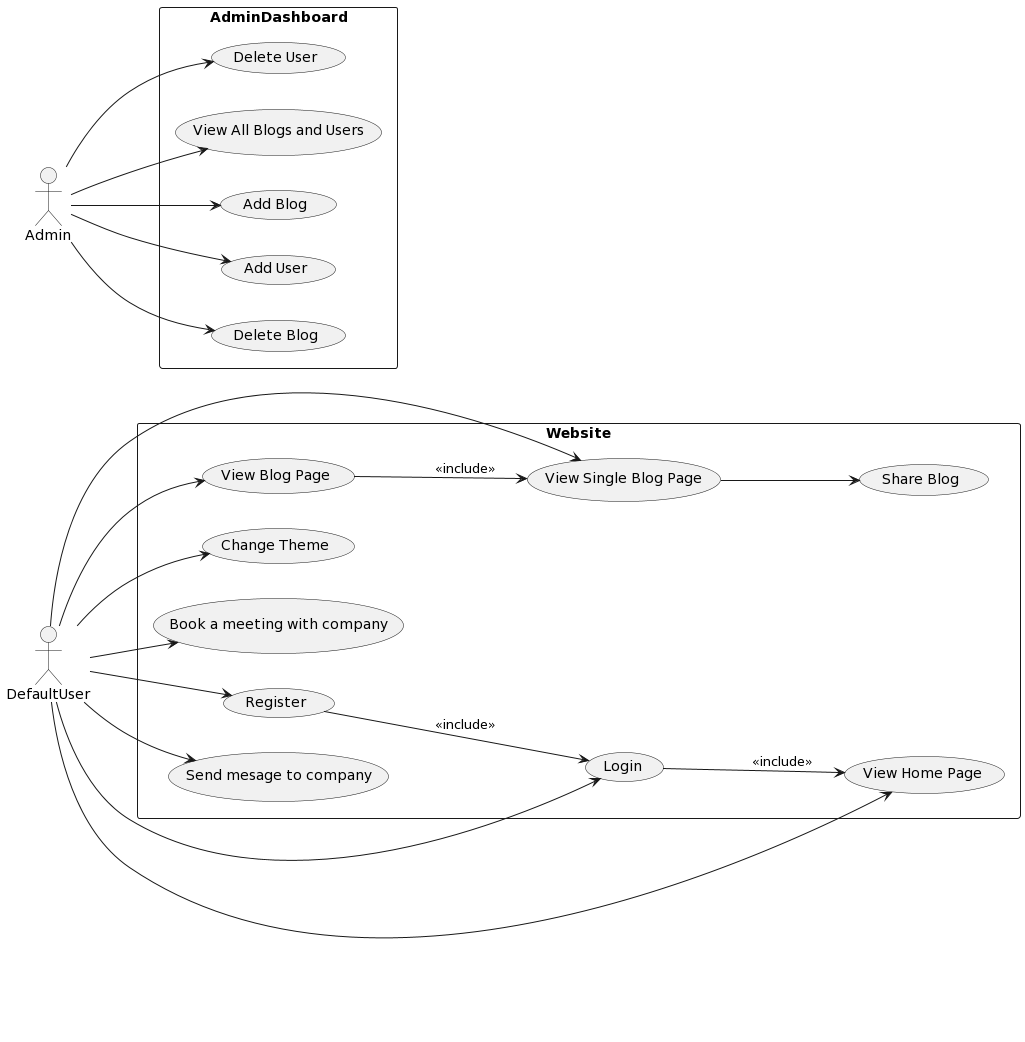 AdminDashboard
Delete User
View All Blogs and Users
Add Blog
Admin
Add User
Delete Blog
Website
View Blog Page
«include»
View Single Blog Page
Share Blog
Change Theme
Book a meeting with company
DefaultUser
Register
«include»
Send mesage to company
Login
«include»
View Home Page